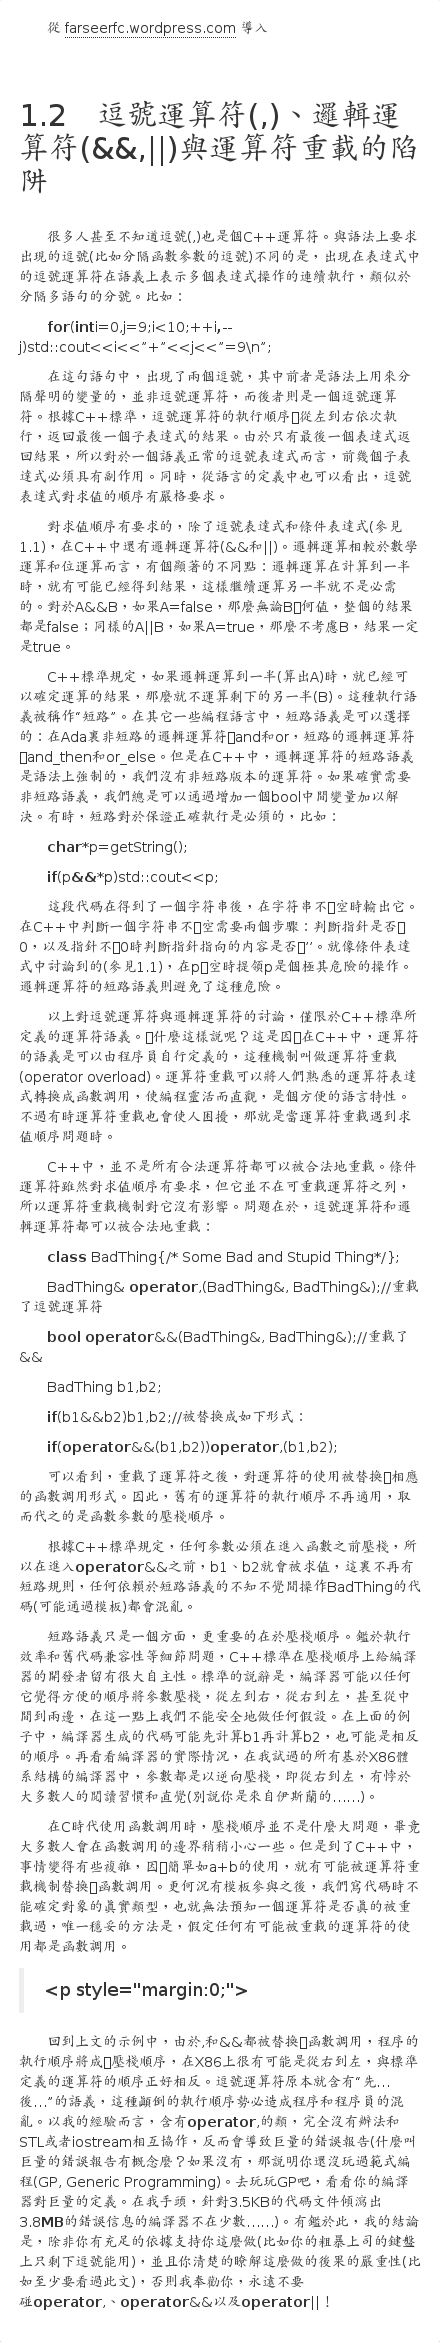 從 farseerfc.wordpress.com 導入
1.2 逗號運算符(,)、邏輯運
算符(&&,||)與運算符重載的陷
阱
很多人甚至不知道逗號(,)也是個C++運算符。與語法上要求
出現的逗號(比如分隔函數參數的逗號)不同的是，出現在表達式中
的逗號運算符在語義上表示多個表達式操作的連續執行，類似於
分隔多語句的分號。比如：
for(inti=0,j=9;i<10;++i,--
j)std::cout<<i<<”+”<<j<<”=9\n”;
在這句語句中，出現了兩個逗號，其中前者是語法上用來分
隔聲明的變量的，並非逗號運算符，而後者則是一個逗號運算
符。根據C++標準，逗號運算符的執行順序▯從左到右依次執
行，返回最後一個子表達式的結果。由於只有最後一個表達式返
回結果，所以對於一個語義正常的逗號表達式而言，前幾個子表
達式必須具有副作用。同時，從語言的定義中也可以看出，逗號
表達式對求值的順序有嚴格要求。
對求值順序有要求的，除了逗號表達式和條件表達式(參見
1.1)，在C++中還有邏輯運算符(&&和||)。邏輯運算相較於數學
運算和位運算而言，有個顯著的不同點：邏輯運算在計算到一半
時，就有可能已經得到結果，這樣繼續運算另一半就不是必需
的。對於A&&B，如果A=false，那麼無論B▯何值，整個的結果
都是false；同樣的A||B，如果A=true，那麼不考慮B，結果一定
是true。
C++標準規定，如果邏輯運算到一半(算出A)時，就已經可
以確定運算的結果，那麼就不運算剩下的另一半(B)。這種執行語
義被稱作“短路”。在其它一些編程語言中，短路語義是可以選擇
的：在Ada裏非短路的邏輯運算符▯and和or，短路的邏輯運算符
▯and_then和or_else。但是在C++中，邏輯運算符的短路語義
是語法上強制的，我們沒有非短路版本的運算符。如果確實需要
非短路語義，我們總是可以通過增加一個bool中間變量加以解
決。有時，短路對於保證正確執行是必須的，比如：
char*p=getString();
if(p&&*p)std::cout<<p;
這段代碼在得到了一個字符串後，在字符串不▯空時輸出它。
在C++中判斷一個字符串不▯空需要兩個步驟：判斷指針是否▯
0，以及指針不▯0時判斷指針指向的內容是否▯’’。就像條件表達
式中討論到的(參見1.1)，在p▯空時提領p是個極其危險的操作。
邏輯運算符的短路語義則避免了這種危險。
以上對逗號運算符與邏輯運算符的討論，僅限於C++標準所
定義的運算符語義。▯什麼這樣說呢？這是因▯在C++中，運算符
的語義是可以由程序員自行定義的，這種機制叫做運算符重載
(operator overload)。運算符重載可以將人們熟悉的運算符表達
式轉換成函數調用，使編程靈活而直觀，是個方便的語言特性。
不過有時運算符重載也會使人困擾，那就是當運算符重載遇到求
值順序問題時。
C++中，並不是所有合法運算符都可以被合法地重載。條件
運算符雖然對求值順序有要求，但它並不在可重載運算符之列，
所以運算符重載機制對它沒有影響。問題在於，逗號運算符和邏
輯運算符都可以被合法地重載：
class BadThing{/* Some Bad and Stupid Thing*/};
BadThing& operator,(BadThing&, BadThing&);//重載
了逗號運算符
bool operator&&(BadThing&, BadThing&);//重載了
&&
BadThing b1,b2;
if(b1&&b2)b1,b2;//被替換成如下形式：
if(operator&&(b1,b2))operator,(b1,b2);
可以看到，重載了運算符之後，對運算符的使用被替換▯相應
的函數調用形式。因此，舊有的運算符的執行順序不再適用，取
而代之的是函數參數的壓棧順序。
根據C++標準規定，任何參數必須在進入函數之前壓棧，所
以在進入operator&&之前，b1、b2就會被求值，這裏不再有
短路規則，任何依賴於短路語義的不知不覺間操作BadThing的代
碼(可能通過模板)都會混亂。
短路語義只是一個方面，更重要的在於壓棧順序。鑑於執行
效率和舊代碼兼容性等細節問題，C++標準在壓棧順序上給編譯
器的開發者留有很大自主性。標準的說辭是，編譯器可能以任何
它覺得方便的順序將參數壓棧，從左到右，從右到左，甚至從中
間到兩邊，在這一點上我們不能安全地做任何假設。在上面的例
子中，編譯器生成的代碼可能先計算b1再計算b2，也可能是相反
的順序。再看看編譯器的實際情況，在我試過的所有基於X86體
系結構的編譯器中，參數都是以逆向壓棧，即從右到左，有悖於
大多數人的閱讀習慣和直覺(別說你是來自伊斯蘭的……)。
在C時代使用函數調用時，壓棧順序並不是什麼大問題，畢竟
大多數人會在函數調用的邊界稍稍小心一些。但是到了C++中，
事情變得有些複雜，因▯簡單如a+b的使用，就有可能被運算符重
載機制替換▯函數調用。更何況有模板參與之後，我們寫代碼時不
能確定對象的真實類型，也就無法預知一個運算符是否真的被重
載過，唯一穩妥的方法是，假定任何有可能被重載的運算符的使
用都是函數調用。
<p style="margin:0;">
回到上文的示例中，由於,和&&都被替換▯函數調用，程序的
執行順序將成▯壓棧順序，在X86上很有可能是從右到左，與標準
定義的運算符的順序正好相反。逗號運算符原本就含有“先…
後…”的語義，這種顛倒的執行順序勢必造成程序和程序員的混
亂。以我的經驗而言，含有operator,的類，完全沒有辦法和
STL或者iostream相互協作，反而會導致巨量的錯誤報告(什麼叫
巨量的錯誤報告有概念麼？如果沒有，那說明你還沒玩過範式編
程(GP, Generic Programming)。去玩玩GP吧，看看你的編譯
器對巨量的定義。在我手頭，針對3.5KB的代碼文件傾瀉出
3.8MB的錯誤信息的編譯器不在少數……)。有鑑於此，我的結論
是，除非你有充足的依據支持你這麼做(比如你的粗暴上司的鍵盤
上只剩下逗號能用)，並且你清楚的瞭解這麼做的後果的嚴重性(比
如至少要看過此文)，否則我奉勸你，永遠不要
碰operator,、operator&&以及operator||！